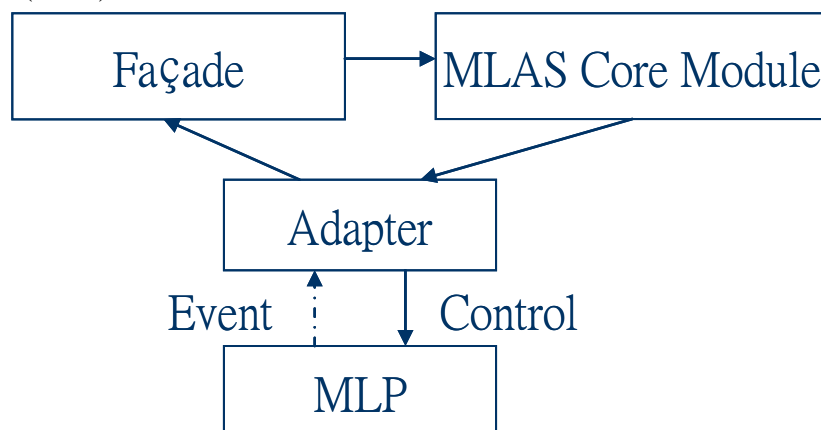 Façade
MLAS Core Module
Adapter
Event
Control
MLP